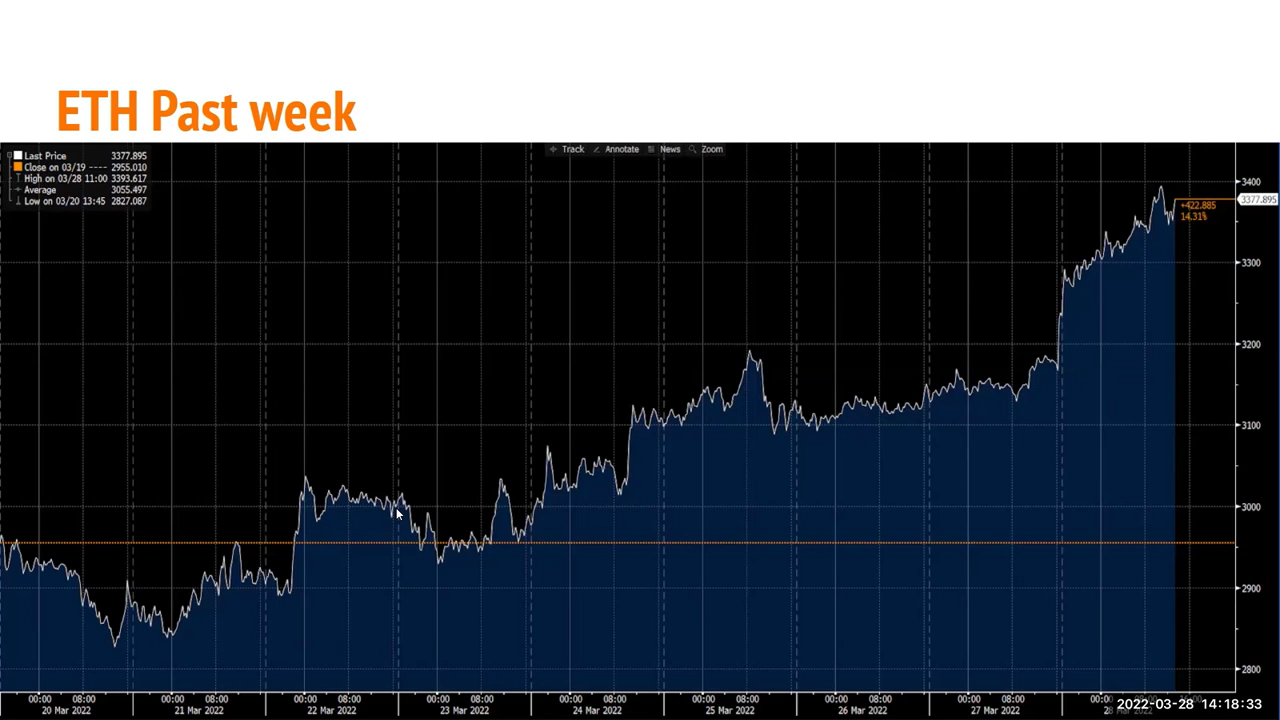 ETH Past week
Last Price 3377.895
Close on 03/19 ---- 2955.010
High on 03/28 11:00 3393.617
Average 3055.497
Low on 03/20 13:45 2827.087
Track Annotate News Zoom
3400
3377.895
+422.885
14.31%
3300
3200
3100
3000
2900
2800
00:00 08:00 00:00 08:00 00:00 08:00 00:00 08:00 00:00 08:00 00:00 08:00 00:00 08:00 00:00 08:00
20 Mar 2022 21 Mar 2022 22 Mar 2022 23 Mar 2022 24 Mar 2022 25 Mar 2022 26 Mar 2022 27 Mar 2022 28 Mar 2022
2022-03-28 14:18:33